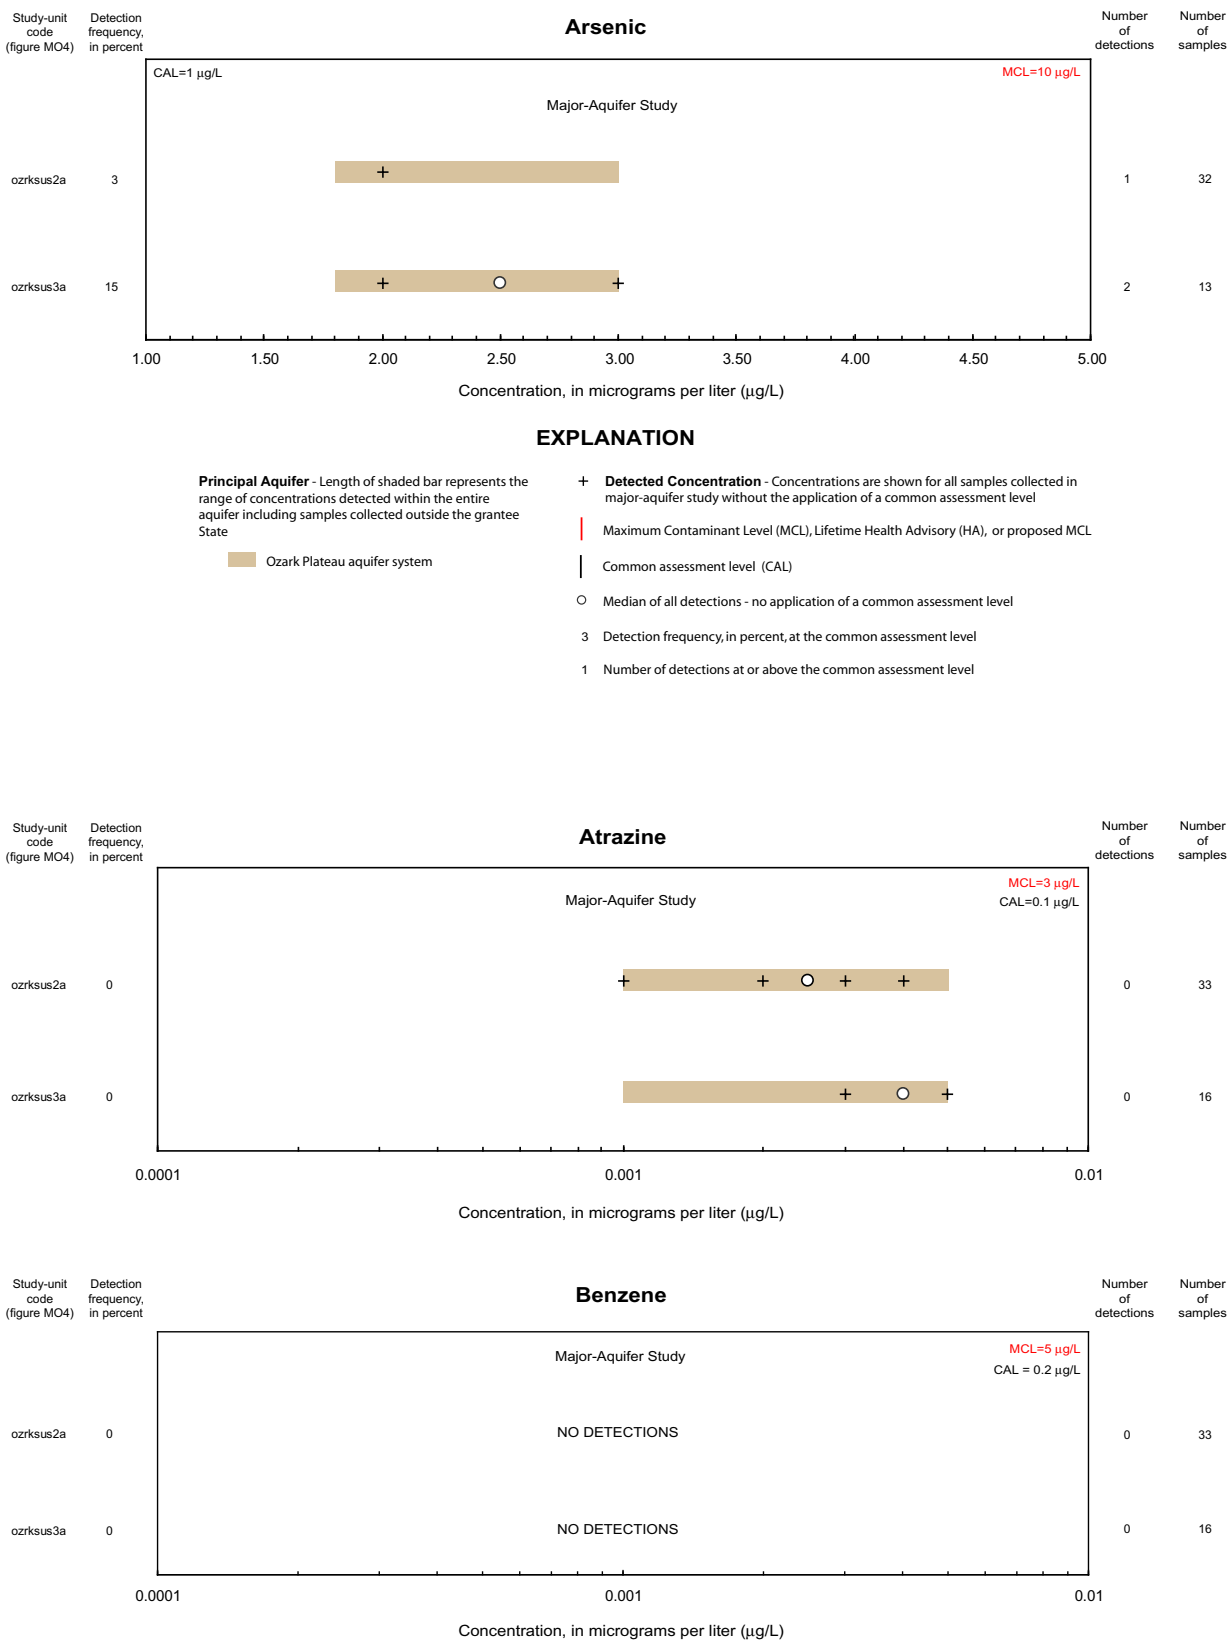 Study-unit
code
(figure MO4)
Detection
frequency,
in percent
Arsenic
Number
of
detections
Number
of
samples
CAL=1 µg/L
MCL=10 µg/L
Major-Aquifer Study
ozrksus2a 3 1 32
ozrksus3a 15 2 13
1.00 1.50 2.00 2.50 3.00 3.50 4.00 4.50 5.00
Concentration, in micrograms per liter (µg/L)
EXPLANATION
Principal Aquifer - Length of shaded bar represents the
range of concentrations detected within the entire
aquifer including samples collected outside the grantee
State
Ozark Plateau aquifer system
+ Detected Concentration - Concentrations are shown for all samples collected in
major-aquifer study without the application of a common assessment level
Maximum Contaminant Level (MCL), Lifetime Health Advisory (HA), or proposed MCL
Common assessment level (CAL)
Median of all detections - no application of a common assessment level
3 Detection frequency, in percent, at the common assessment level
1 Number of detections at or above the common assessment level
Study-unit
code
(figure MO4)
Detection
frequency,
in percent
Atrazine
Number
of
detections
Number
of
samples
MCL=3 µg/L
Major-Aquifer Study
CAL=0.1 µg/L
ozrksus2a 0 0 33
ozrksus3a 0 0 16
0.0001 0.001 0.01
Concentration, in micrograms per liter (µg/L)
Study-unit
code
(figure MO4)
Detection
frequency,
in percent
Benzene
Number
of
detections
Number
of
samples
MCL=5 µg/L
Major-Aquifer Study
CAL = 0.2 µg/L
ozrksus2a 0 NO DETECTIONS 0 33
ozrksus3a 0 NO DETECTIONS 0 16
0.0001 0.001 0.01
Concentration, in micrograms per liter (µg/L)